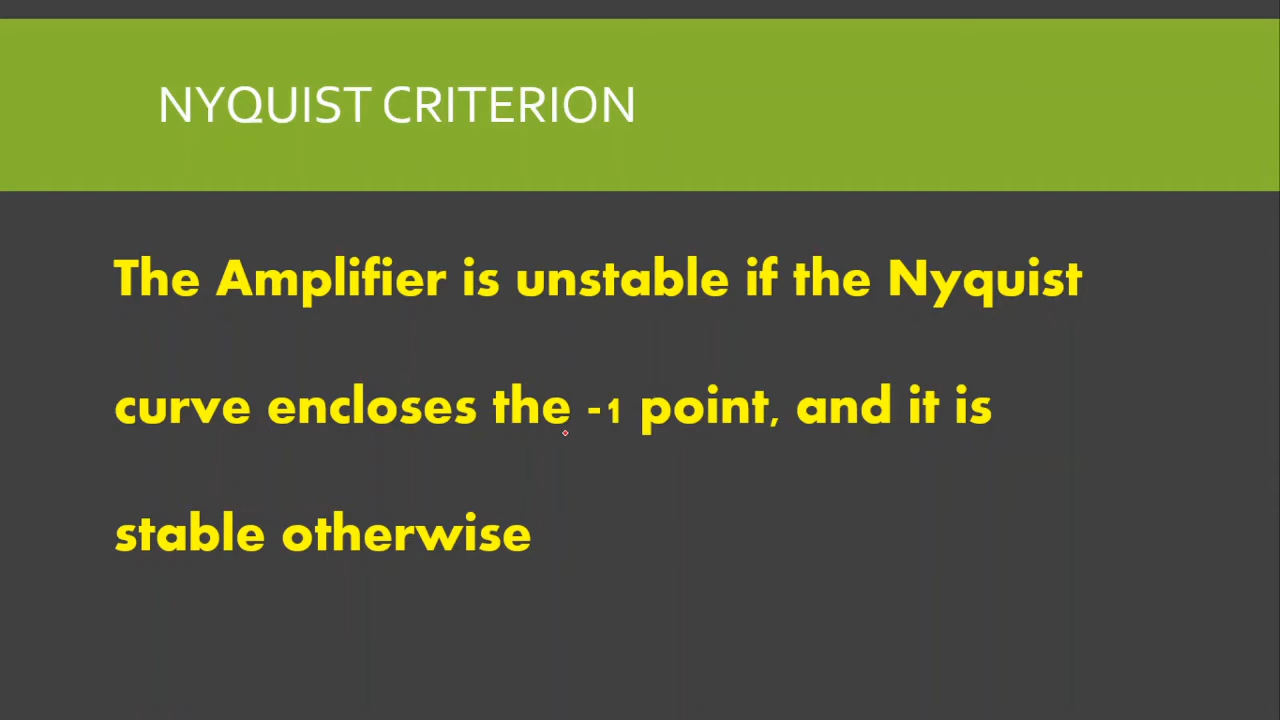 NYQUIST CRITERION
The Amplifier is unstable if the Nyquist
curve encloses the -1 point, and it is
stable otherwise